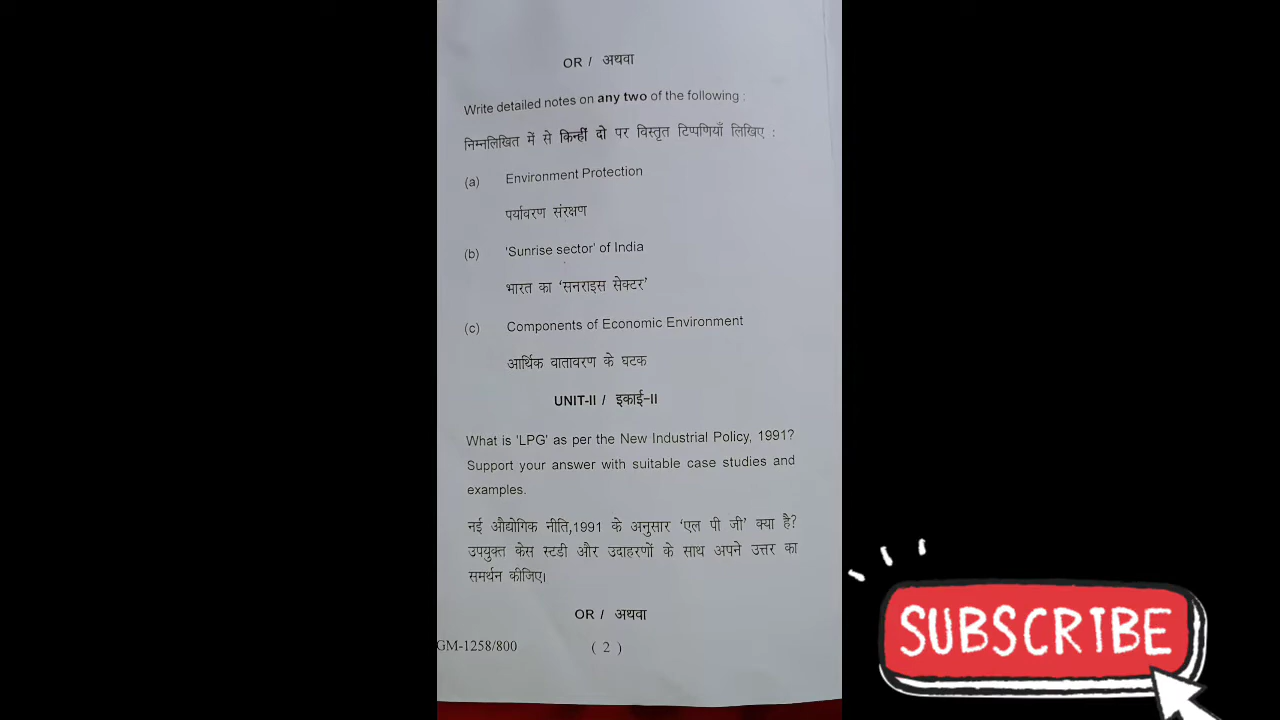 OR / अथवा
Write detailed notes on any two of the following :
निम्नलिखित में से किन्हीं दो पर विस्तृत टिप्पणियाँ लिखिए :
(a) Environment Protection
पर्यावरण संरक्षण
(b) 'Sunrise sector' of India
भारत का 'सनराइस सेक्टर'
(c) Components of Economic Environment
आर्थिक वातावरण के घटक
UNIT-II / इकाई-II
What is 'LPG' as per the New Industrial Policy, 1991?
Support your answer with suitable case studies and
examples.
नई औद्योगिक नीति,1991 के अनुसार 'एल पी जी' क्या है?
उपयुक्त केस स्टडी और उदाहरणों के साथ अपने उत्तर का
समर्थन कीजिए।
OR / अथवा
GM-1258/800 ( 2 )
SUBSCRIBE